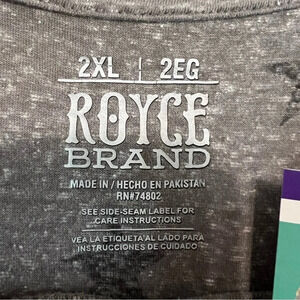 2XL | 2EG
ROYCE
BRAND
MADE IN / HECHO EN PAKISTAN
RN#74802
SEE SIDE-SEAM LABEL FOR
CARE INSTRUCTIONS
VEA LA ETIQUETA AL LADO PARA
INSTRUCCIONES DE CUIDADO